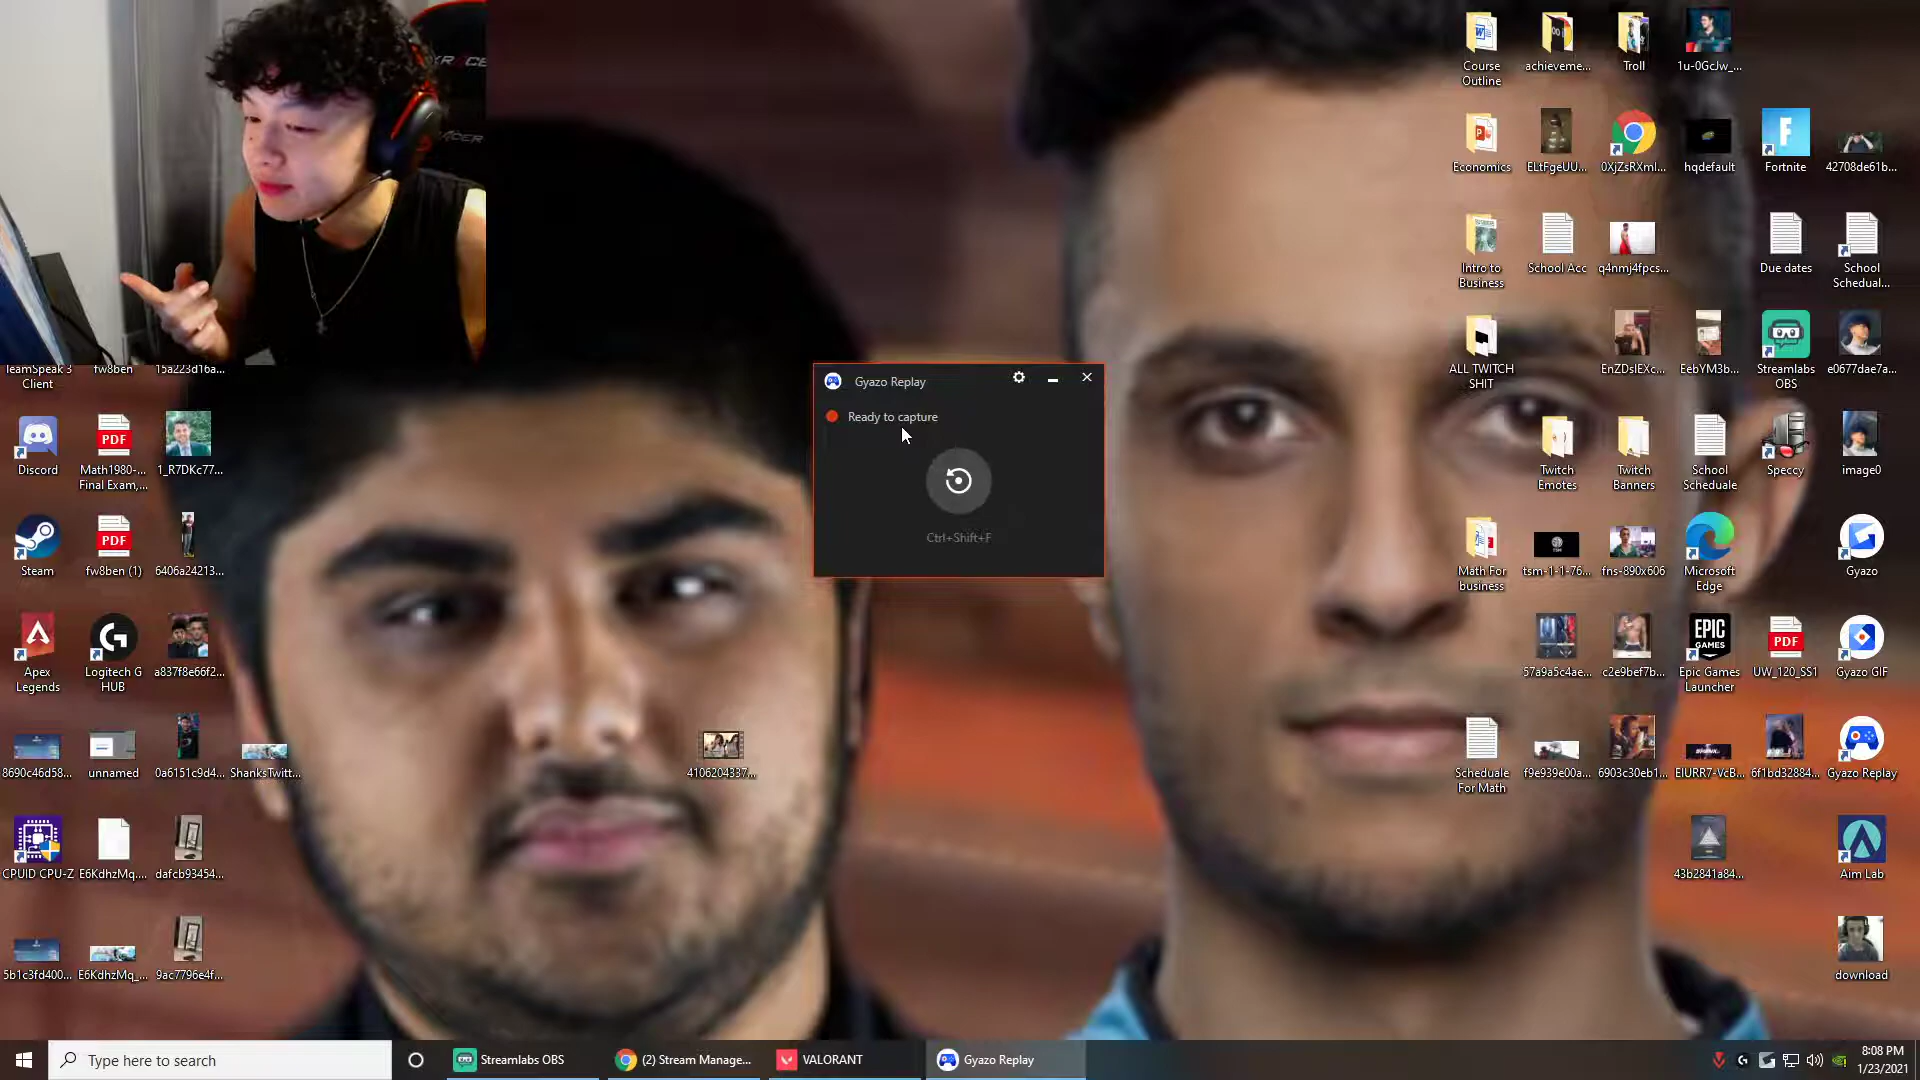 Course
Outline
achieveme...
Troll
1u-0GcJw_...
Economics
ELtFgeUU...
0XjZsRXml...
hqdefault
Fortnite
42708de61b...
Intro to
Business
School Acc
q4nmj4fpcs...
Due dates
School
Schedual...
ALL TWITCH
SHIT
EnZDsIEXc...
EebYM3b...
Streamlabs
OBS
e0677dae7a...
TeamSpeak 3
Client
fw8ben
15a223d16a...
Gyazo Replay
Ready to capture
Ctrl+Shift+F
Discord
PDF
Math1980-...
Final Exam,...
1_R7DKc77...
Twitch
Emotes
Twitch
Banners
School
Scheduale
Speccy
image0
Steam
PDF
fw8ben (1)
6406a24213...
Math For
business
tsm-1-1-76...
fns-890x606
Microsoft
Edge
Gyazo
Apex
Legends
Logitech G
HUB
a837f8e66f2...
57a9a5c4ae...
c2e9bef7b...
EPIC
GAMES
Epic Games
Launcher
PDF
UW_120_SS1
Gyazo GIF
8690c46d58...
unnamed
0a6151c9d4...
ShanksTwitt...
4106204337...
Scheduale
For Math
f9e939e00a...
6903c30eb1...
EIURR7-VcB...
6f1bd32884...
Gyazo Replay
CPUID CPU-Z
E6KdhzMq....
dafcb93454...
43b2841a84...
Aim Lab
5b1c3fd400...
E6KdhzMq_...
9ac7796e4f...
download
Type here to search
Streamlabs OBS
(2) Stream Manage...
VALORANT
Gyazo Replay
8:08 PM
1/23/2021